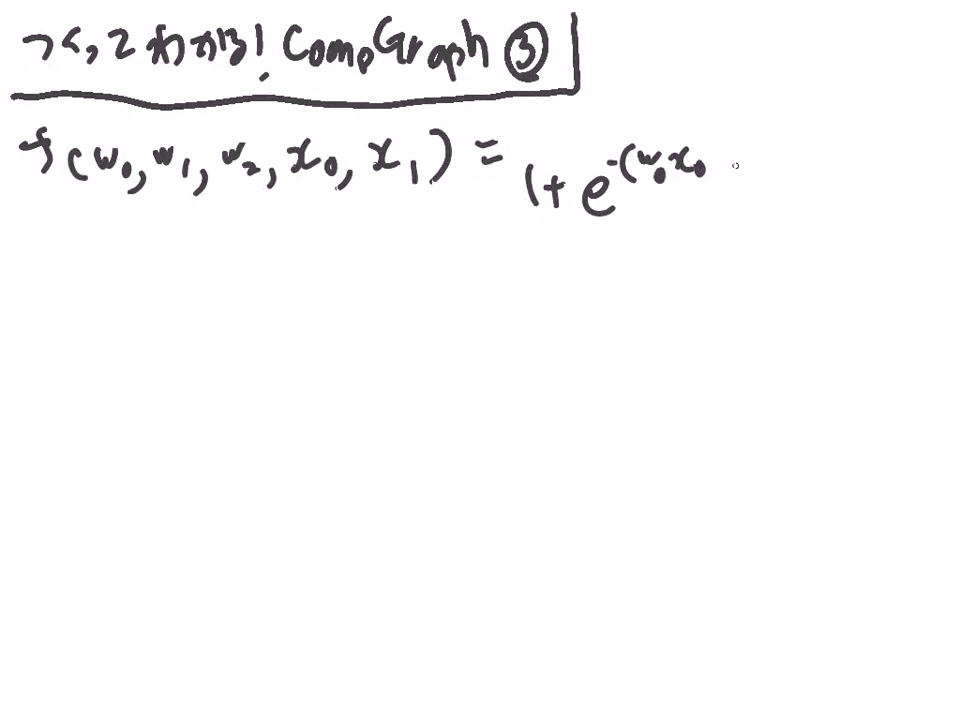 つくってわかる! CompGraph ③
f(w₀, w₁, w₂, x₀, x₁) = 1+e^-(w₀x₀